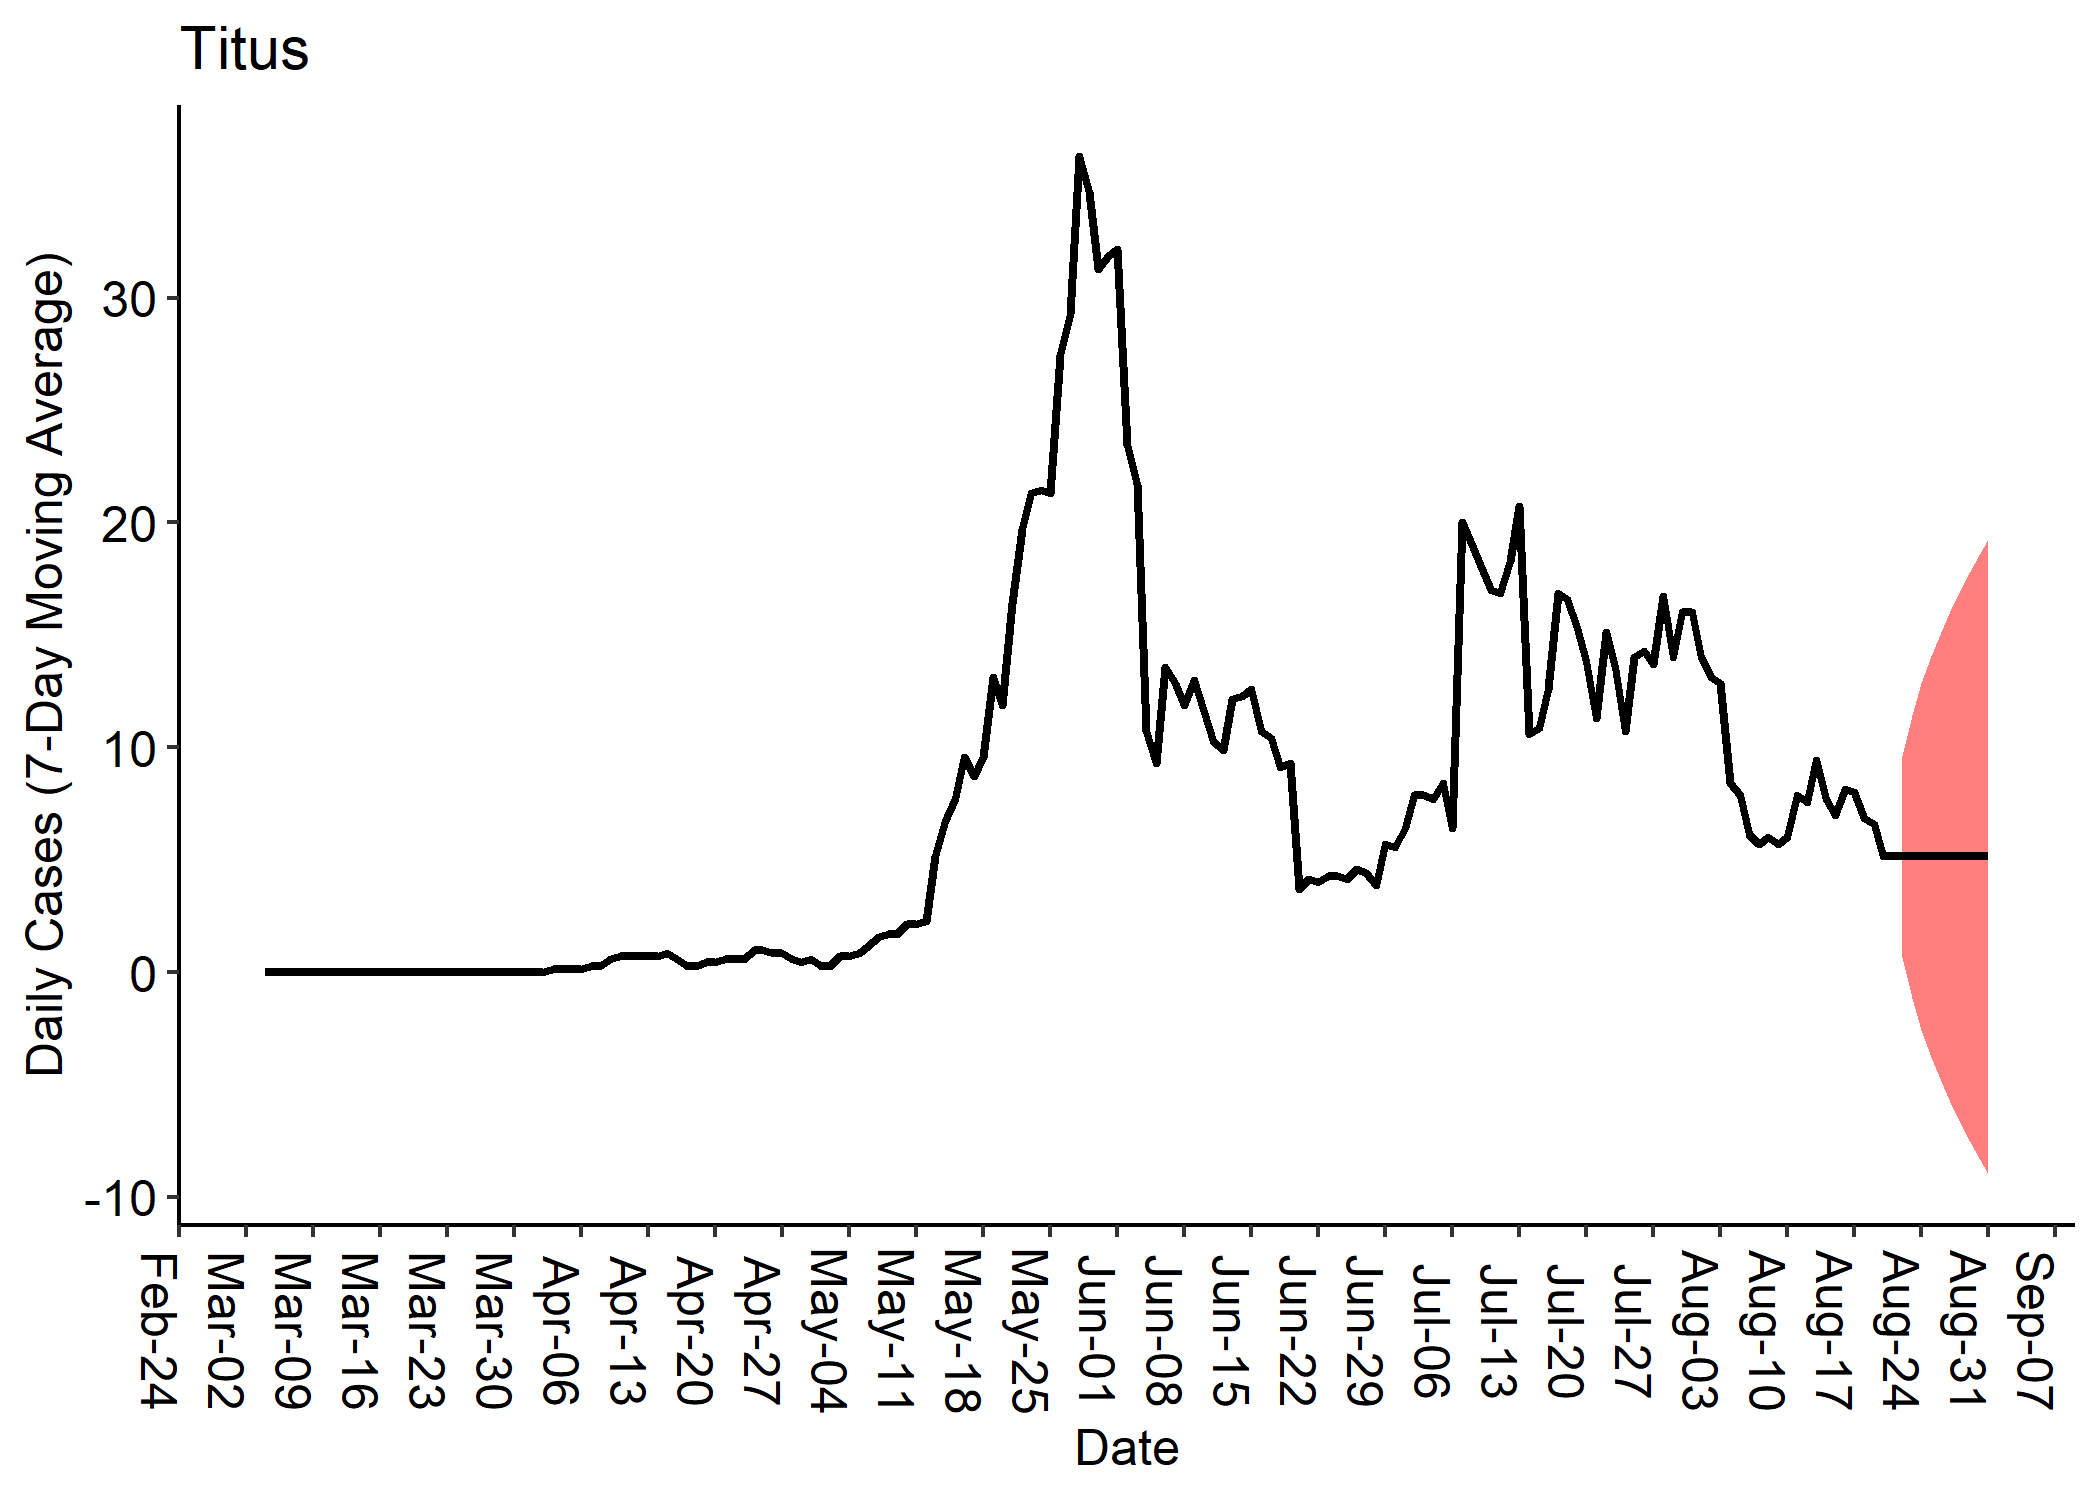 Titus
Daily Cases (7-Day Moving Average)
30
20
10
0
-10
Feb-24
Mar-02
Mar-09
Mar-16
Mar-23
Mar-30
Apr-06
Apr-13
Apr-20
Apr-27
May-04
May-11
May-18
May-25
Jun-01
Jun-08
Jun-15
Jun-22
Jun-29
Jul-06
Jul-13
Jul-20
Jul-27
Aug-03
Aug-10
Aug-17
Aug-24
Aug-31
Sep-07
Date